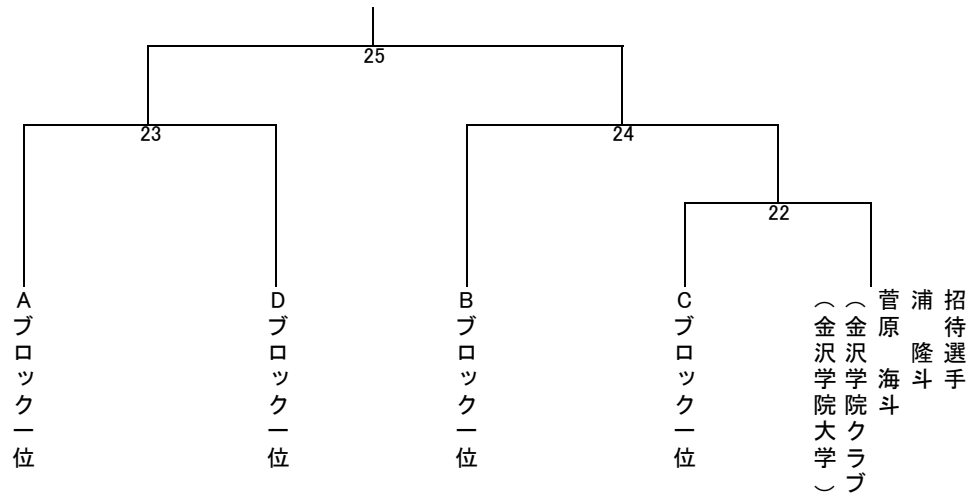 25
23
24
22
Aブロック一位
Dブロック一位
Bブロック一位
Cブロック一位
招待選手
浦　隆斗
菅原　海斗
（金沢学院クラブ
（金沢学院大学）